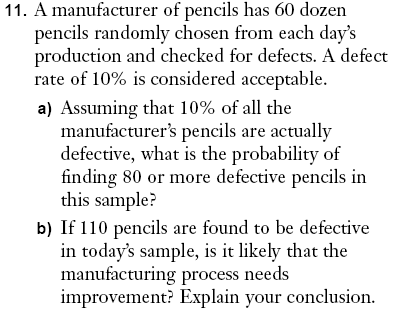 11. A manufacturer of pencils has 60 dozen
pencils randomly chosen from each day's
production and checked for defects. A defect
rate of 10% is considered acceptable.
a) Assuming that 10% of all the
manufacturer's pencils are actually
defective, what is the probability of
finding 80 or more defective pencils in
this sample?
b) If 110 pencils are found to be defective
in today's sample, is it likely that the
manufacturing process needs
improvement? Explain your conclusion.